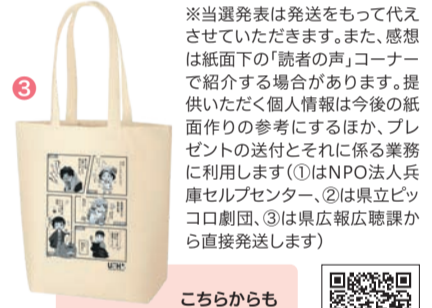 ※当選発表は発送をもって代え
させていただきます。また、感想
は紙面下の「読者の声」コーナー
で紹介する場合があります。提
供いただく個人情報は今後の紙
面作りの参考にするほか、プレ
ゼントの送付とそれに係る業務
に利用します(①はNPO法人兵
庫セルプセンター、②は県立ピッ
コロ劇団、③は県広報広聴課か
ら直接発送します)
③
こちらからも